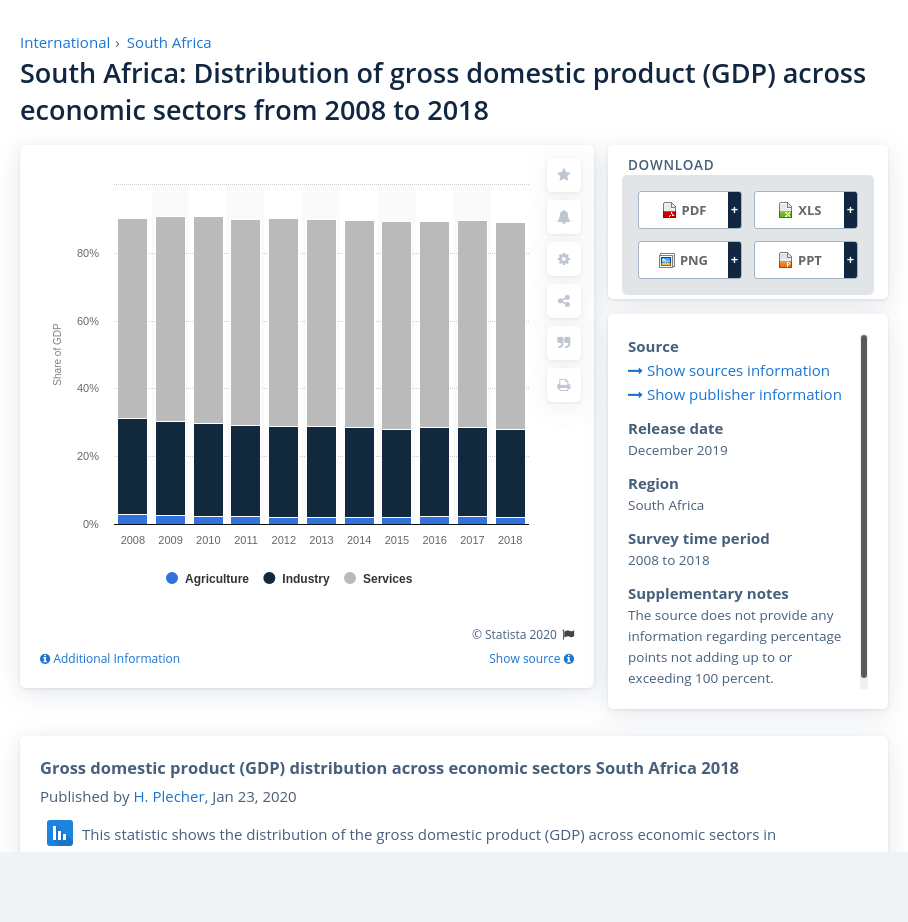 International › South Africa
South Africa: Distribution of gross domestic product (GDP) across
economic sectors from 2008 to 2018
Share of GDP
80%
60%
40%
20%
0%
2008 2009 2010 2011 2012 2013 2014 2015 2016 2017 2018
Agriculture Industry Services
© Statista 2020
Additional Information
Show source
DOWNLOAD
PDF + XLS +
PNG + PPT +
Source
Show sources information
Show publisher information
Release date
December 2019
Region
South Africa
Survey time period
2008 to 2018
Supplementary notes
The source does not provide any
information regarding percentage
points not adding up to or
exceeding 100 percent.
Gross domestic product (GDP) distribution across economic sectors South Africa 2018
Published by H. Plecher, Jan 23, 2020
This statistic shows the distribution of the gross domestic product (GDP) across economic sectors in